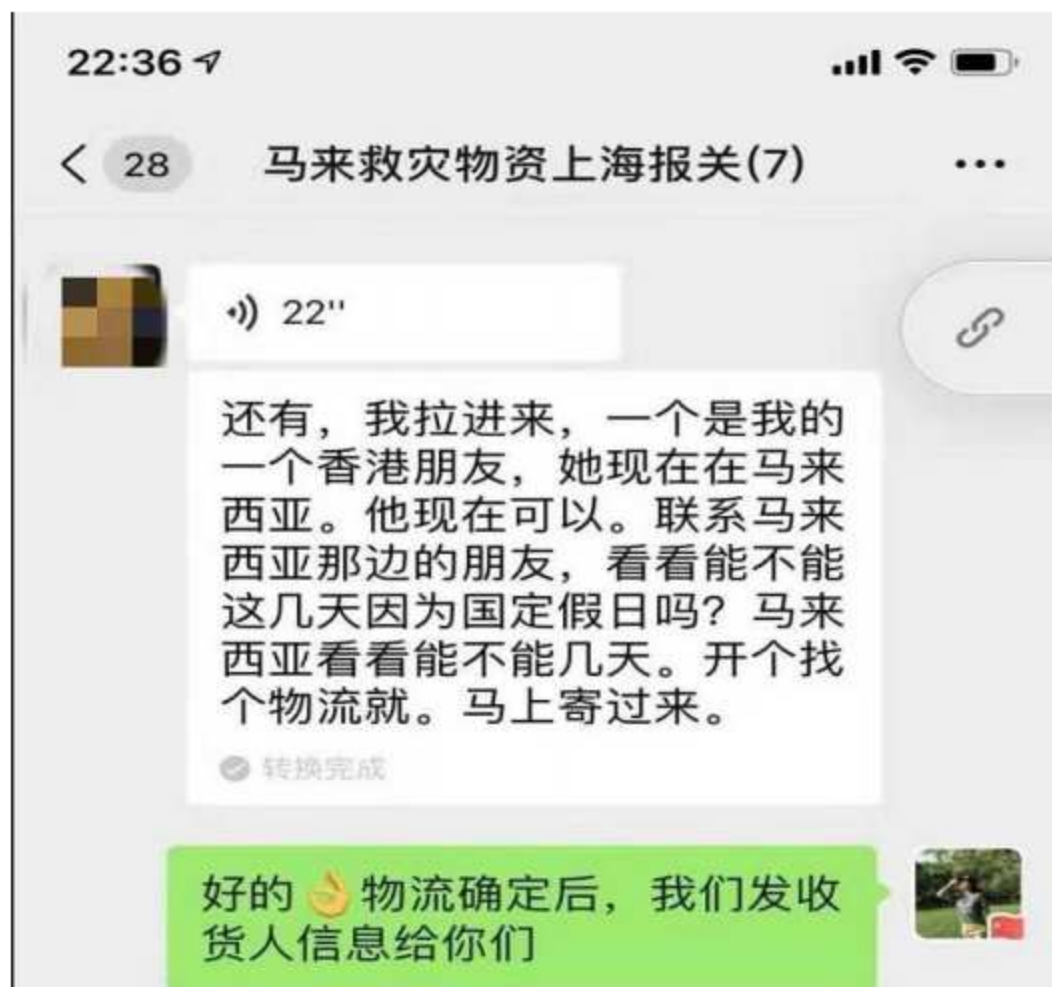 22:36
28 马来救灾物资上海报关(7) ...
22''
还有，我拉进来，一个是我的
一个香港朋友，她现在在马来
西亚。他现在可以。联系马来
西亚那边的朋友，看看能不能
这几天因为国定假日吗？马来
西亚看看能不能几天。开个找
个物流就。马上寄过来。
转换完成
好的👌物流确定后，我们发收
货人信息给你们